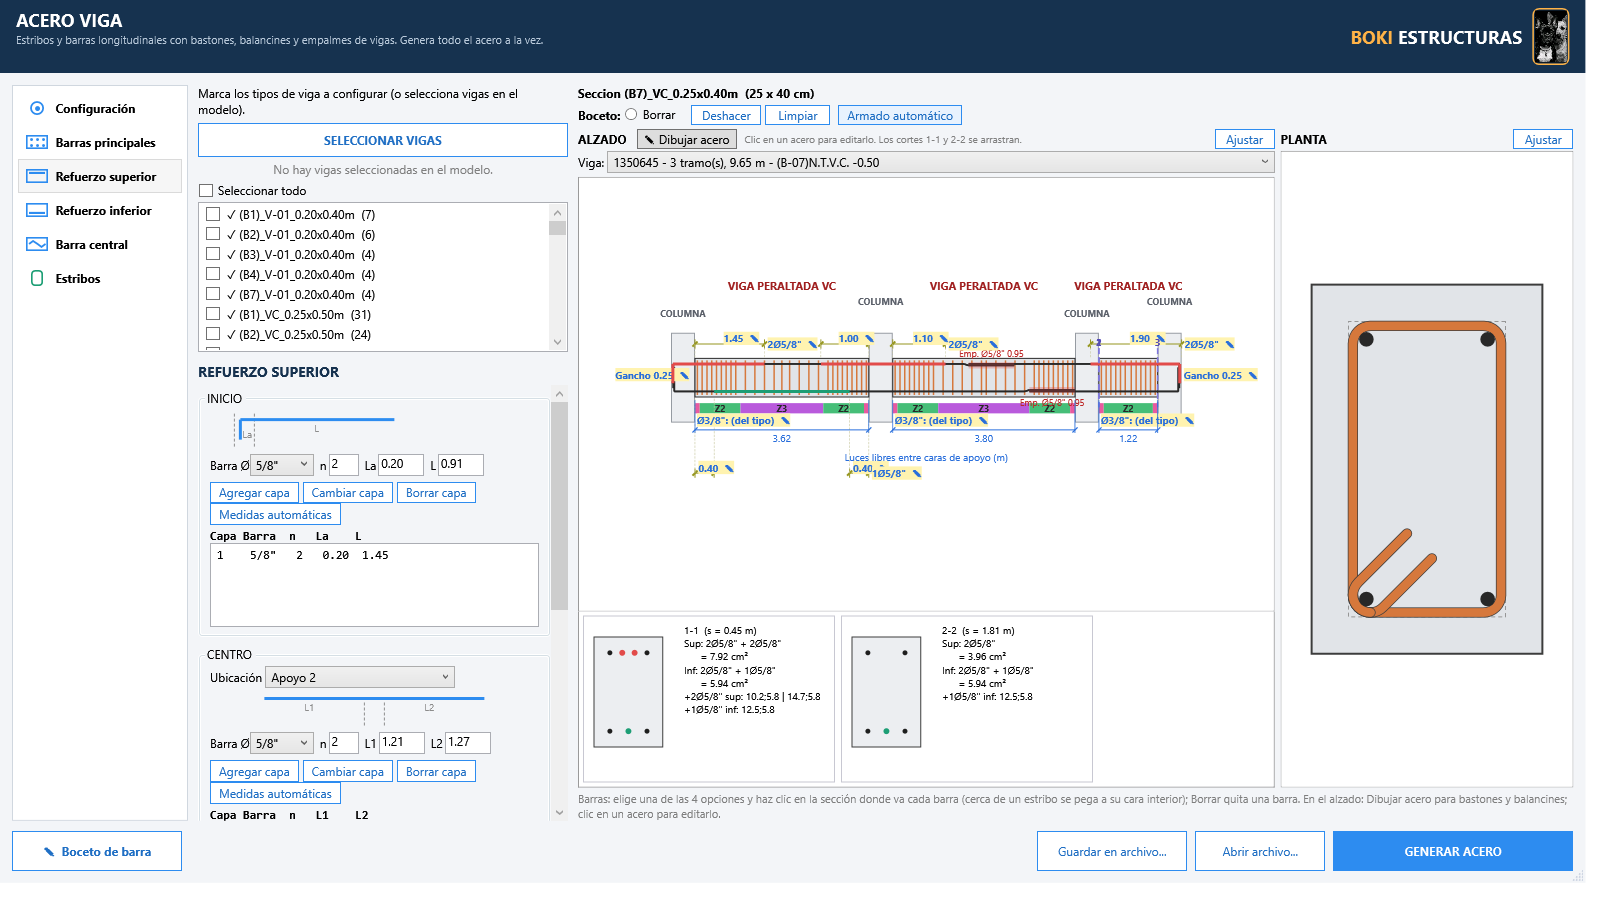 ACERO VIGA
Estribos y barras longitudinales con bastones, balancines y empalmes de vigas. Genera todo el acero a la vez.
BOKI ESTRUCTURAS
Configuración
Barras principales
Refuerzo superior
Refuerzo inferior
Barra central
Estribos
Marca los tipos de viga a configurar (o selecciona vigas en el
modelo).
SELECCIONAR VIGAS
No hay vigas seleccionadas en el modelo.
Seleccionar todo
✓ (B1)_V-01_0.20x0.40m (7)
✓ (B2)_V-01_0.20x0.40m (6)
✓ (B3)_V-01_0.20x0.40m (4)
✓ (B4)_V-01_0.20x0.40m (4)
✓ (B7)_V-01_0.20x0.40m (4)
✓ (B1)_VC_0.25x0.50m (31)
✓ (B2)_VC_0.25x0.50m (24)
REFUERZO SUPERIOR
INICIO
La
L
Barra Ø 5/8" n 2 La 0.20 L 0.91
Agregar capa Cambiar capa Borrar capa
Medidas automáticas
Capa Barra n La L
1 5/8" 2 0.20 1.45
CENTRO
Ubicación Apoyo 2
L1 L2
Barra Ø 5/8" n 2 L1 1.21 L2 1.27
Agregar capa Cambiar capa Borrar capa
Medidas automáticas
Capa Barra n L1 L2
Seccion (B7)_VC_0.25x0.40m (25 x 40 cm)
Boceto: Borrar Deshacer Limpiar Armado automático
ALZADO Dibujar acero Clic en un acero para editarlo. Los cortes 1-1 y 2-2 se arrastran. Ajustar
Viga: 1350645 - 3 tramo(s), 9.65 m - (B-07)N.T.V.C. -0.50
VIGA PERALTADA VC VIGA PERALTADA VC VIGA PERALTADA VC
COLUMNA COLUMNA
COLUMNA COLUMNA
1.45 2Ø5/8" 1.00 1.10 2Ø5/8" 1.90 2Ø5/8"
Emp. Ø5/8" 0.95
Gancho 0.25 Gancho 0.25
Emp. Ø5/8" 0.95
Z2 Z3 Z2 Z2 Z3 Z2 Z2
Ø3/8": (del tipo) Ø3/8": (del tipo) Ø3/8": (del tipo)
3.62 3.80 1.22
Luces libres entre caras de apoyo (m)
0.40 0.40 1Ø5/8"
1-1 (s = 0.45 m)
Sup: 2Ø5/8" + 2Ø5/8"
= 7.92 cm²
Inf: 2Ø5/8" + 1Ø5/8"
= 5.94 cm²
+2Ø5/8" sup: 10.2;5.8 | 14.7;5.8
+1Ø5/8" inf: 12.5;5.8
2-2 (s = 1.81 m)
Sup: 2Ø5/8"
= 3.96 cm²
Inf: 2Ø5/8" + 1Ø5/8"
= 5.94 cm²
+1Ø5/8" inf: 12.5;5.8
PLANTA Ajustar
Barras: elige una de las 4 opciones y haz clic en la sección donde va cada barra (cerca de un estribo se pega a su cara interior); Borrar quita una barra. En el alzado: Dibujar acero para bastones y balancines;
clic en un acero para editarlo.
Boceto de barra
Guardar en archivo...
Abrir archivo...
GENERAR ACERO